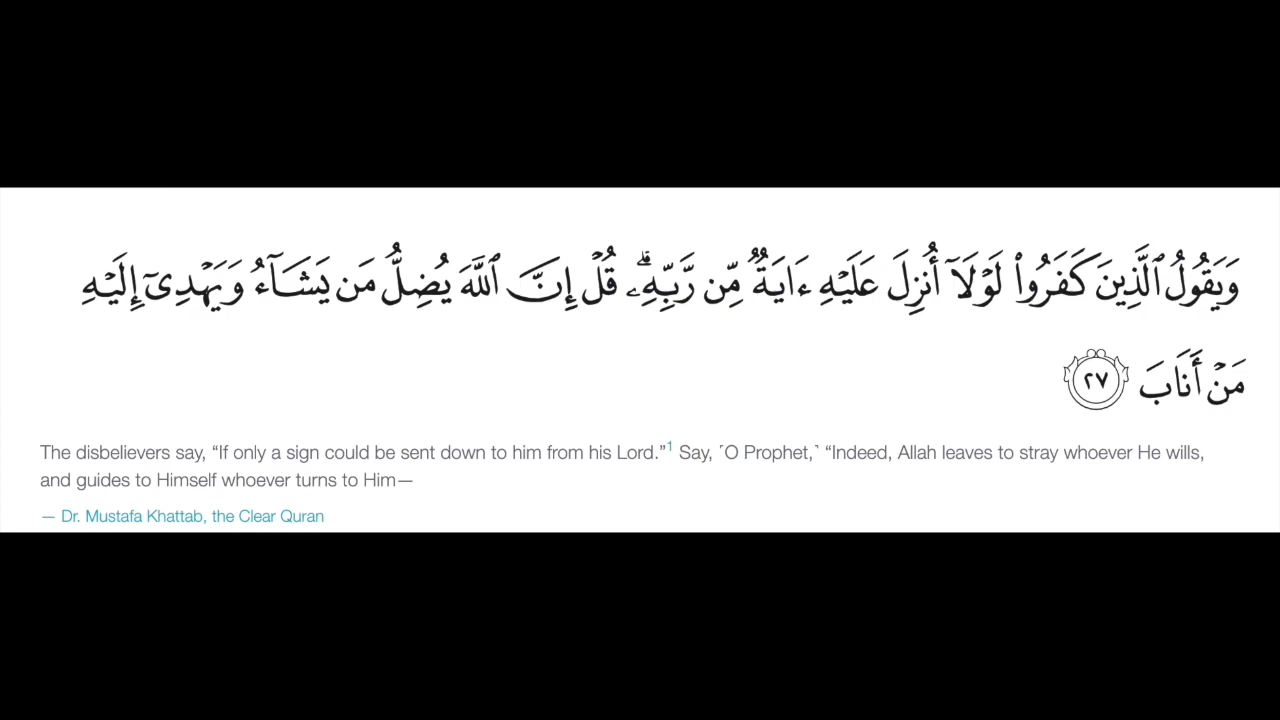 وَيَقُولُ ٱلَّذِينَ كَفَرُوا۟ لَوْلَآ أُنزِلَ عَلَيْهِ ءَايَةٌ مِّن رَّبِّهِۦ ۗ قُلْ إِنَّ ٱللَّهَ يُضِلُّ مَن يَشَآءُ وَيَهْدِىٓ إِلَيْهِ
مَنْ أَنَابَ ٢٧
The disbelievers say, “If only a sign could be sent down to him from his Lord.”1 Say, ˹O Prophet,˺ “Indeed, Allah leaves to stray whoever He wills,
and guides to Himself whoever turns to Him—
— Dr. Mustafa Khattab, the Clear Quran